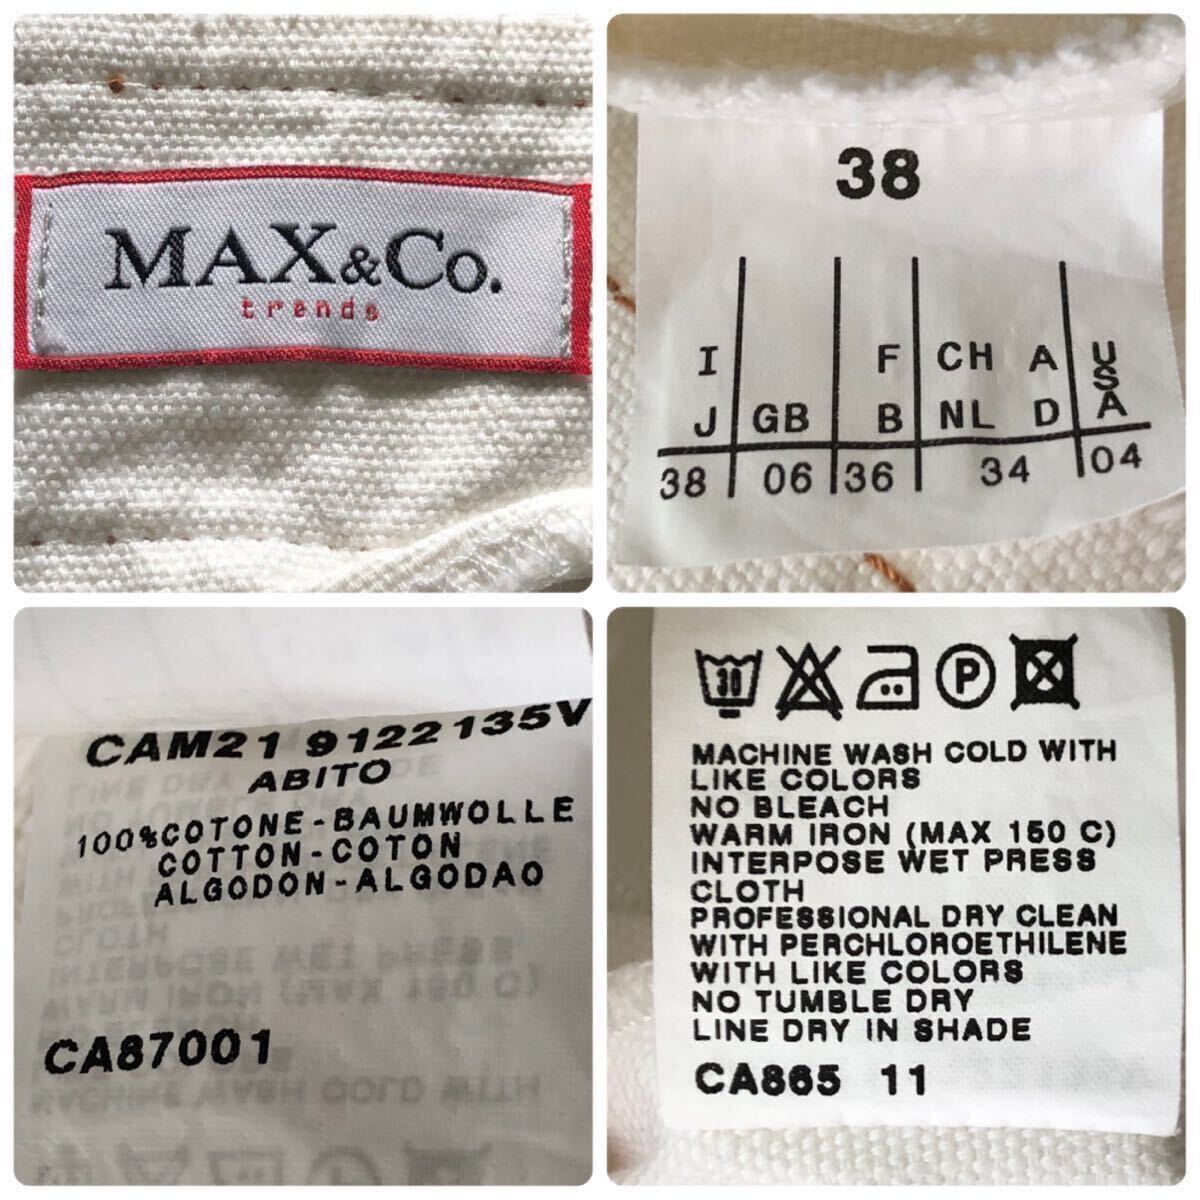 MAX&Co.
trends
38
I F CH A USA
J GB B NL D
38 06 36 34 04
CAM21 9122135V
ABITO
100%COTONE-BAUMWOLLE
COTTON-COTON
ALGODON-ALGODAO
CA87001
30 P
MACHINE WASH COLD WITH
LIKE COLORS
NO BLEACH
WARM IRON (MAX 150 C)
INTERPOSE WET PRESS
CLOTH
PROFESSIONAL DRY CLEAN
WITH PERCHLOROETHILENE
WITH LIKE COLORS
NO TUMBLE DRY
LINE DRY IN SHADE
CA865 11